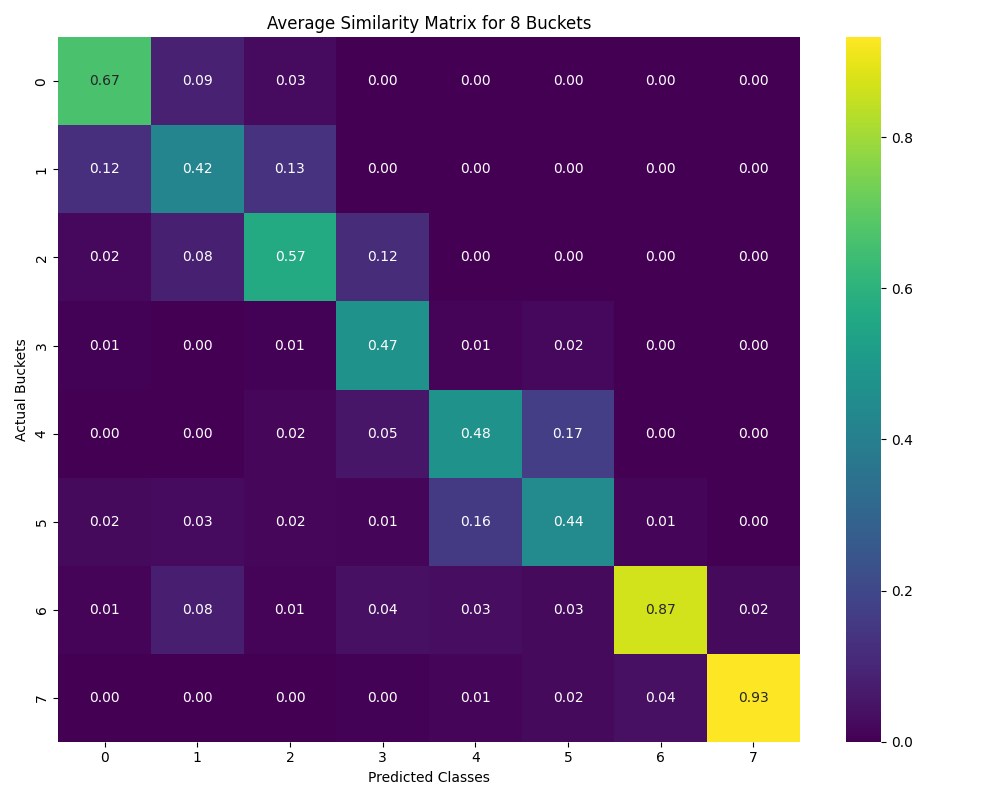 Average Similarity Matrix for 8 Buckets
0 0.67 0.09 0.03 0.00 0.00 0.00 0.00 0.00
1 0.12 0.42 0.13 0.00 0.00 0.00 0.00 0.00
2 0.02 0.08 0.57 0.12 0.00 0.00 0.00 0.00
3 0.01 0.00 0.01 0.47 0.01 0.02 0.00 0.00
4 0.00 0.00 0.02 0.05 0.48 0.17 0.00 0.00
5 0.02 0.03 0.02 0.01 0.16 0.44 0.01 0.00
6 0.01 0.08 0.01 0.04 0.03 0.03 0.87 0.02
7 0.00 0.00 0.00 0.00 0.01 0.02 0.04 0.93
0 1 2 3 4 5 6 7
Predicted Classes
Actual Buckets
0.8
0.6
0.4
0.2
0.0